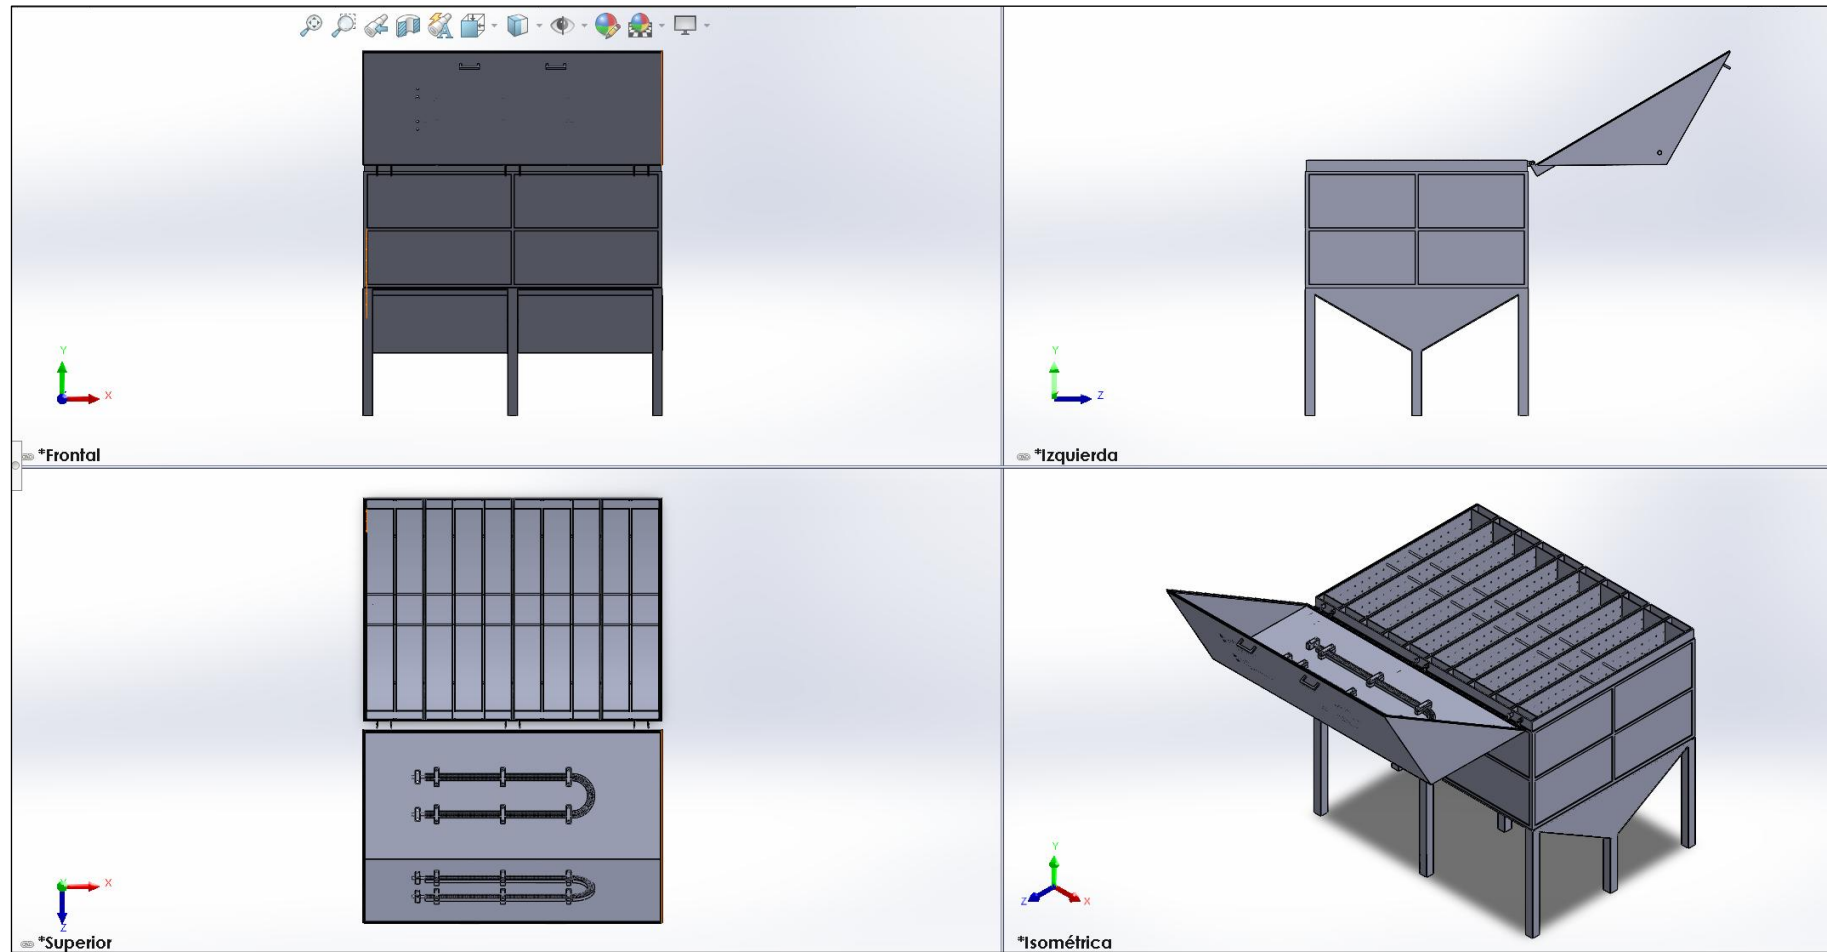 Y
X
*Frontal
Y
Z
*Izquierda
Y
X
Z
*Superior
Y
Z
X
*Isométrica